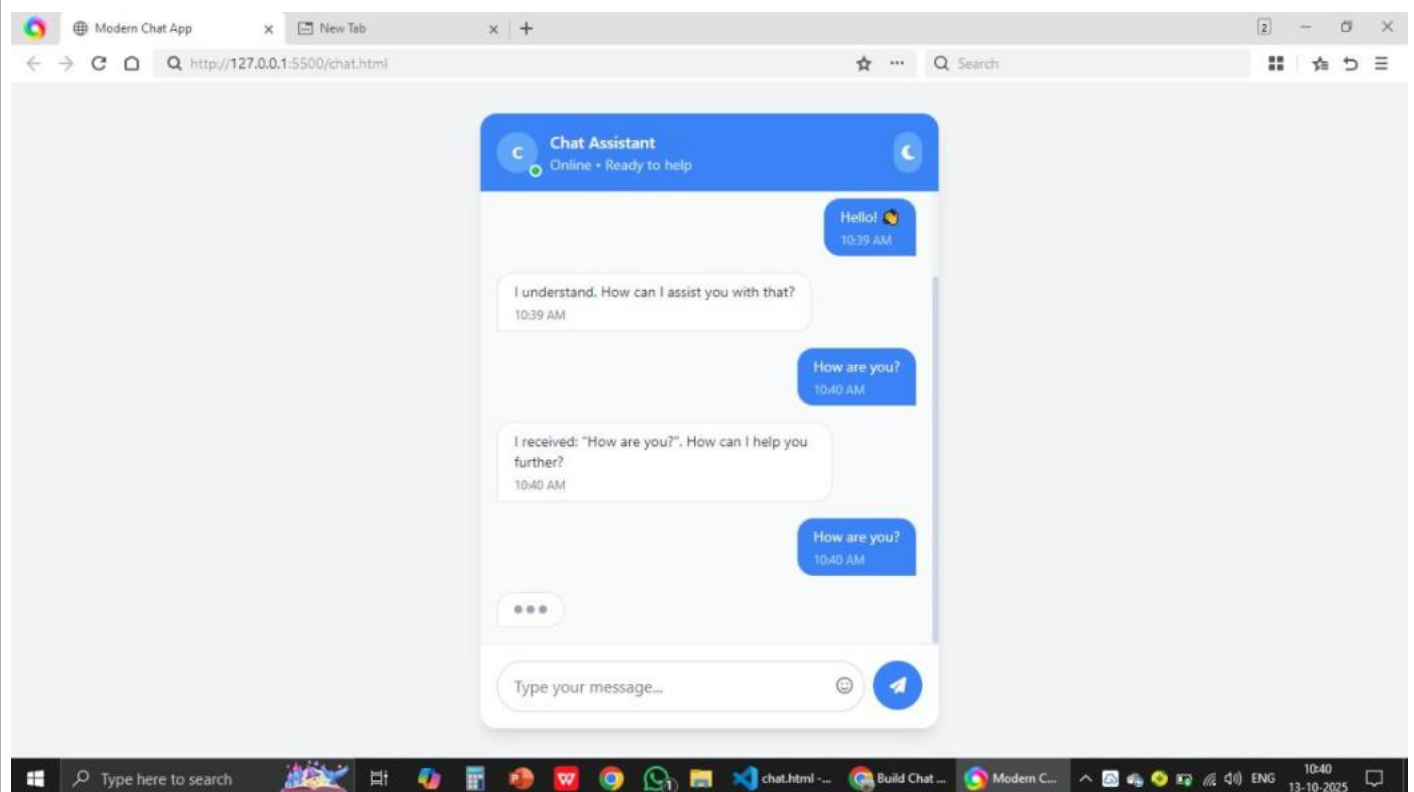 Modern Chat App
New Tab
2
http://127.0.0.1:5500/chat.html
Search
C
Chat Assistant
Online • Ready to help
Hello! 👏
10:39 AM
I understand. How can I assist you with that?
10:39 AM
How are you?
10:40 AM
I received: "How are you?". How can I help you
further?
10:40 AM
How are you?
10:40 AM
Type your message...
Type here to search
W
1
chat.html -...
Build Chat ...
Modern C...
ENG
10:40
13-10-2025